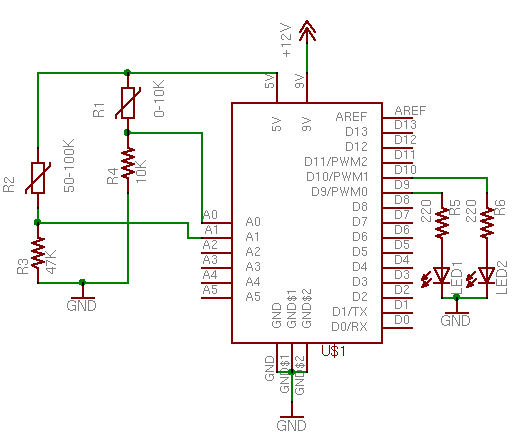 +12V
5V
9V
5V
9V
R1
0-10K
R2
50-100K
R4
10K
R3
47K
GND
A0
A1
A2
A3
A4
A5
A0
A1
A2
A3
A4
A5
AREF
D13
D12
D11/PWM2
D10/PWM1
D9/PWM0
D8
D7
D6
D5
D4
D3
D2
D1/TX
D0/RX
AREF
D13
D12
D11
D10
D9
D8
D7
D6
D5
D4
D3
D2
D1
D0
220
R5
220
R6
LED1
LED2
GND
GND
GND$1
GND$2
U$1
GND
GND$1
GND$2
GND